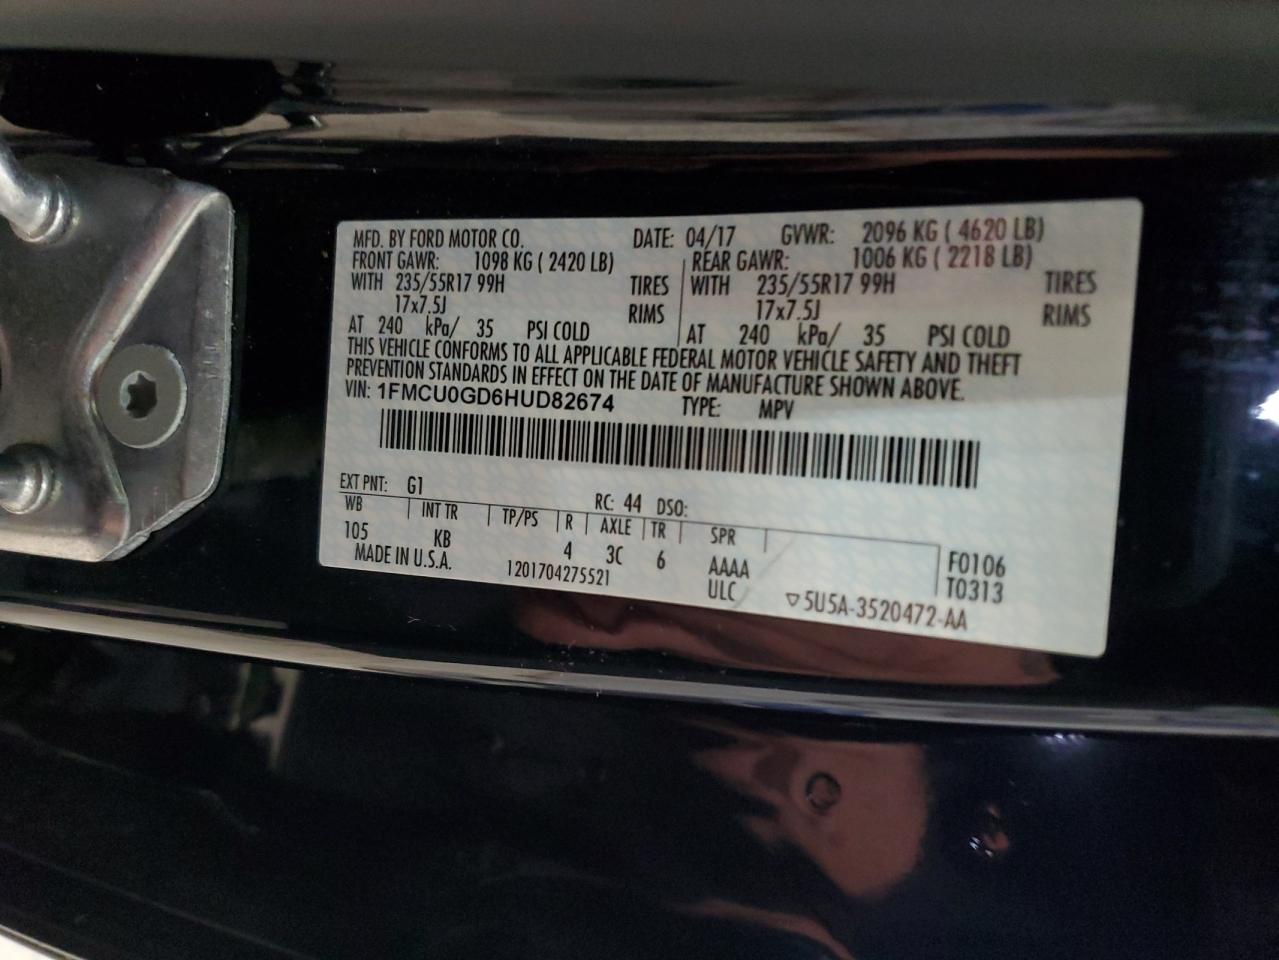 MFD. BY FORD MOTOR CO. DATE: 04/17 GVWR: 2096 KG ( 4620 LB)
FRONT GAWR: 1098 KG ( 2420 LB) REAR GAWR: 1006 KG ( 2218 LB)
WITH 235/55R17 99H TIRES WITH 235/55R17 99H TIRES
17x7.5J RIMS 17x7.5J RIMS
AT 240 kPa/ 35 PSI COLD AT 240 kPa/ 35 PSI COLD
THIS VEHICLE CONFORMS TO ALL APPLICABLE FEDERAL MOTOR VEHICLE SAFETY AND THEFT
PREVENTION STANDARDS IN EFFECT ON THE DATE OF MANUFACTURE SHOWN ABOVE.
VIN: 1FMCU0GD6HUD82674 TYPE: MPV
EXT PNT: G1 RC: 44 DSO:
WB INT TR TP/PS R AXLE TR SPR
105 KB 4 3C 6 AAAA F0106
MADE IN U.S.A. 1201704275521 ULC T0313
▽5U5A-3520472-AA